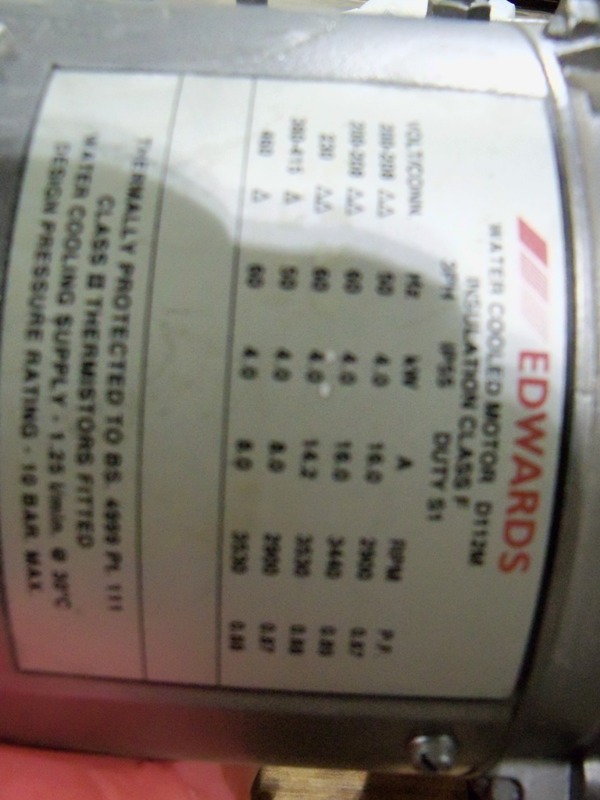 EDWARDS
WATER COOLED MOTOR D112M
INSULATION CLASS F
3PH IP55 DUTY S1
VOLT/CONN. Hz kW A RPM P.F.
200-208 △△ 50 4.0 16.0 2900 0.87
200-208 △△ 60 4.0 16.0 3440 0.89
230 △△ 60 4.0 14.2 3530 0.88
380-415 △ 50 4.0 8.0 2900 0.87
460 △ 60 4.0 8.0 3530 0.88
THERMALLY PROTECTED TO BS. 4999 Pt. 111
CLASS B THERMISTORS FITTED
WATER COOLING SUPPLY - 1.25 l/min. @ 30°C
DESIGN PRESSURE RATING - 10 BAR MAX